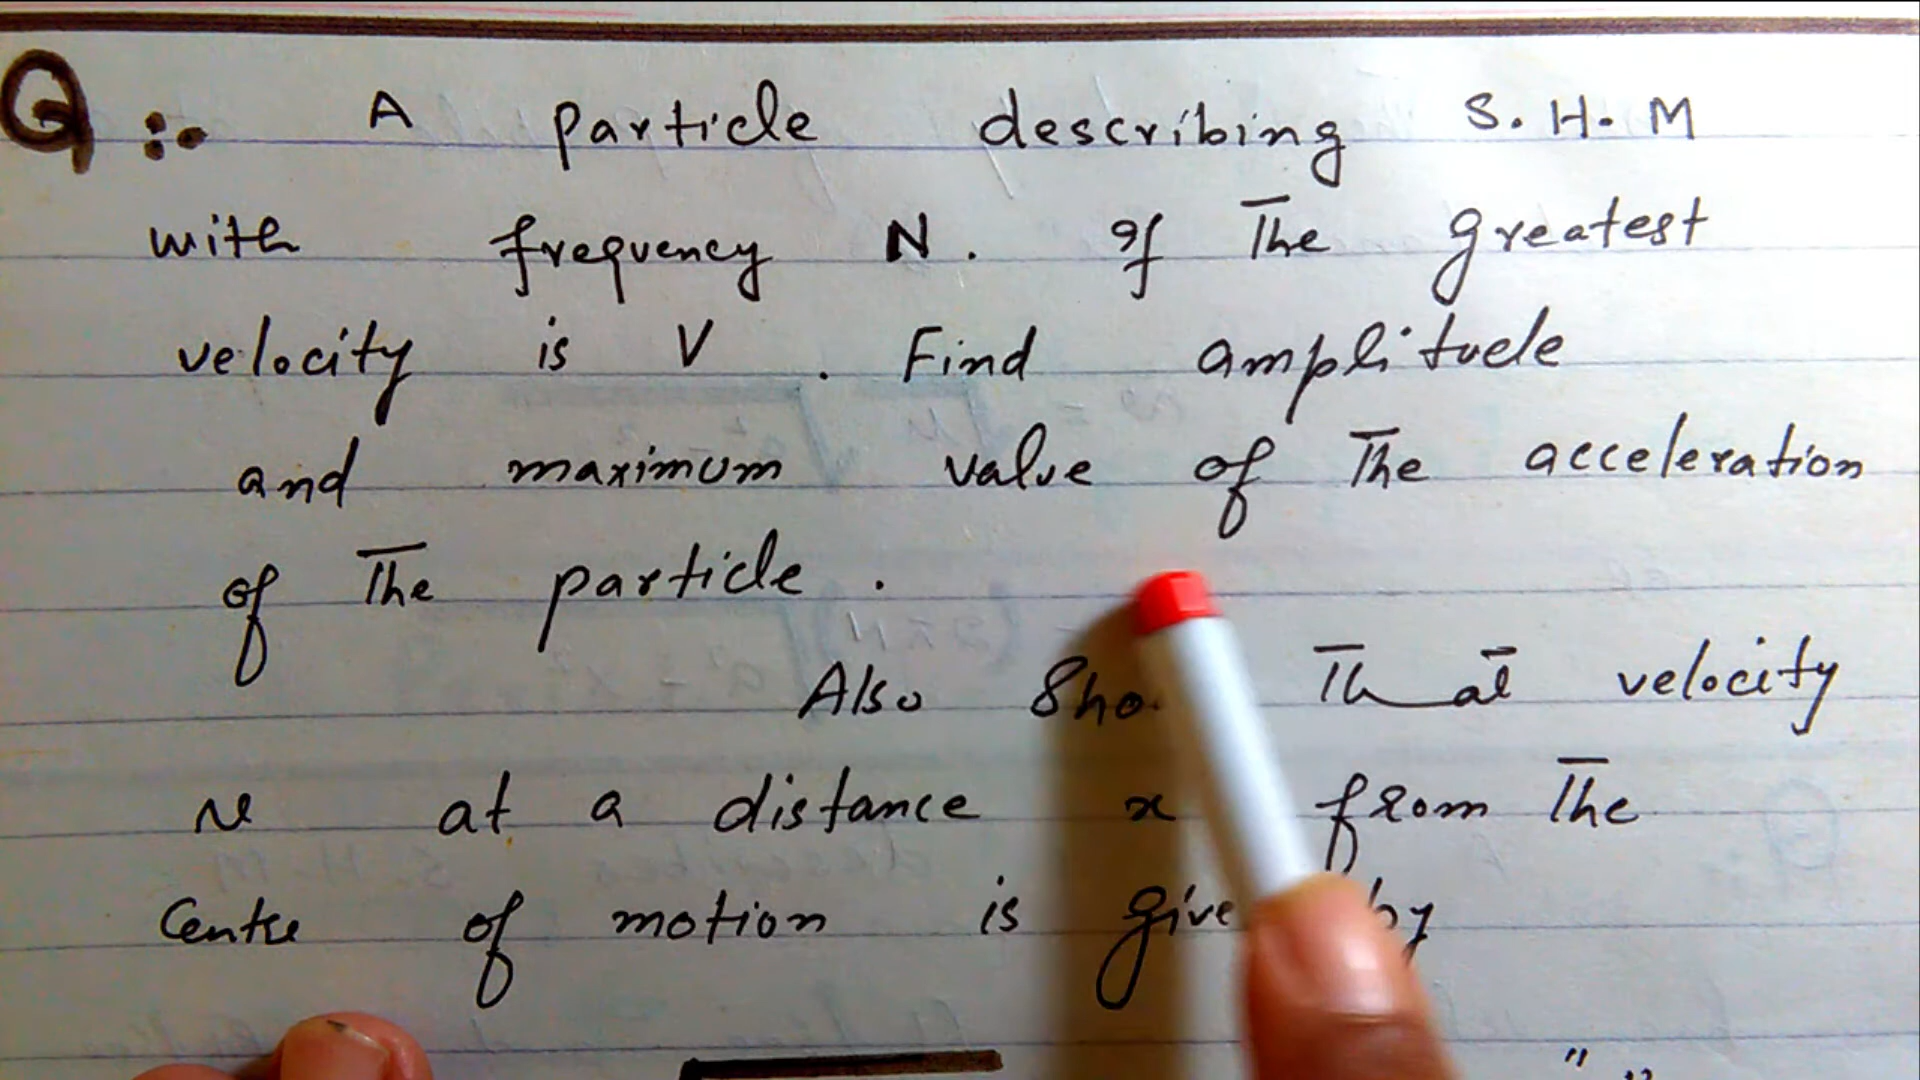 Q:- A particle describing S.H.M
with frequency N. If The greatest
velocity is V. Find amplitude
and maximum value of The acceleration
of The particle.
Also That velocity
v at a distance x from The
Centre of motion is by